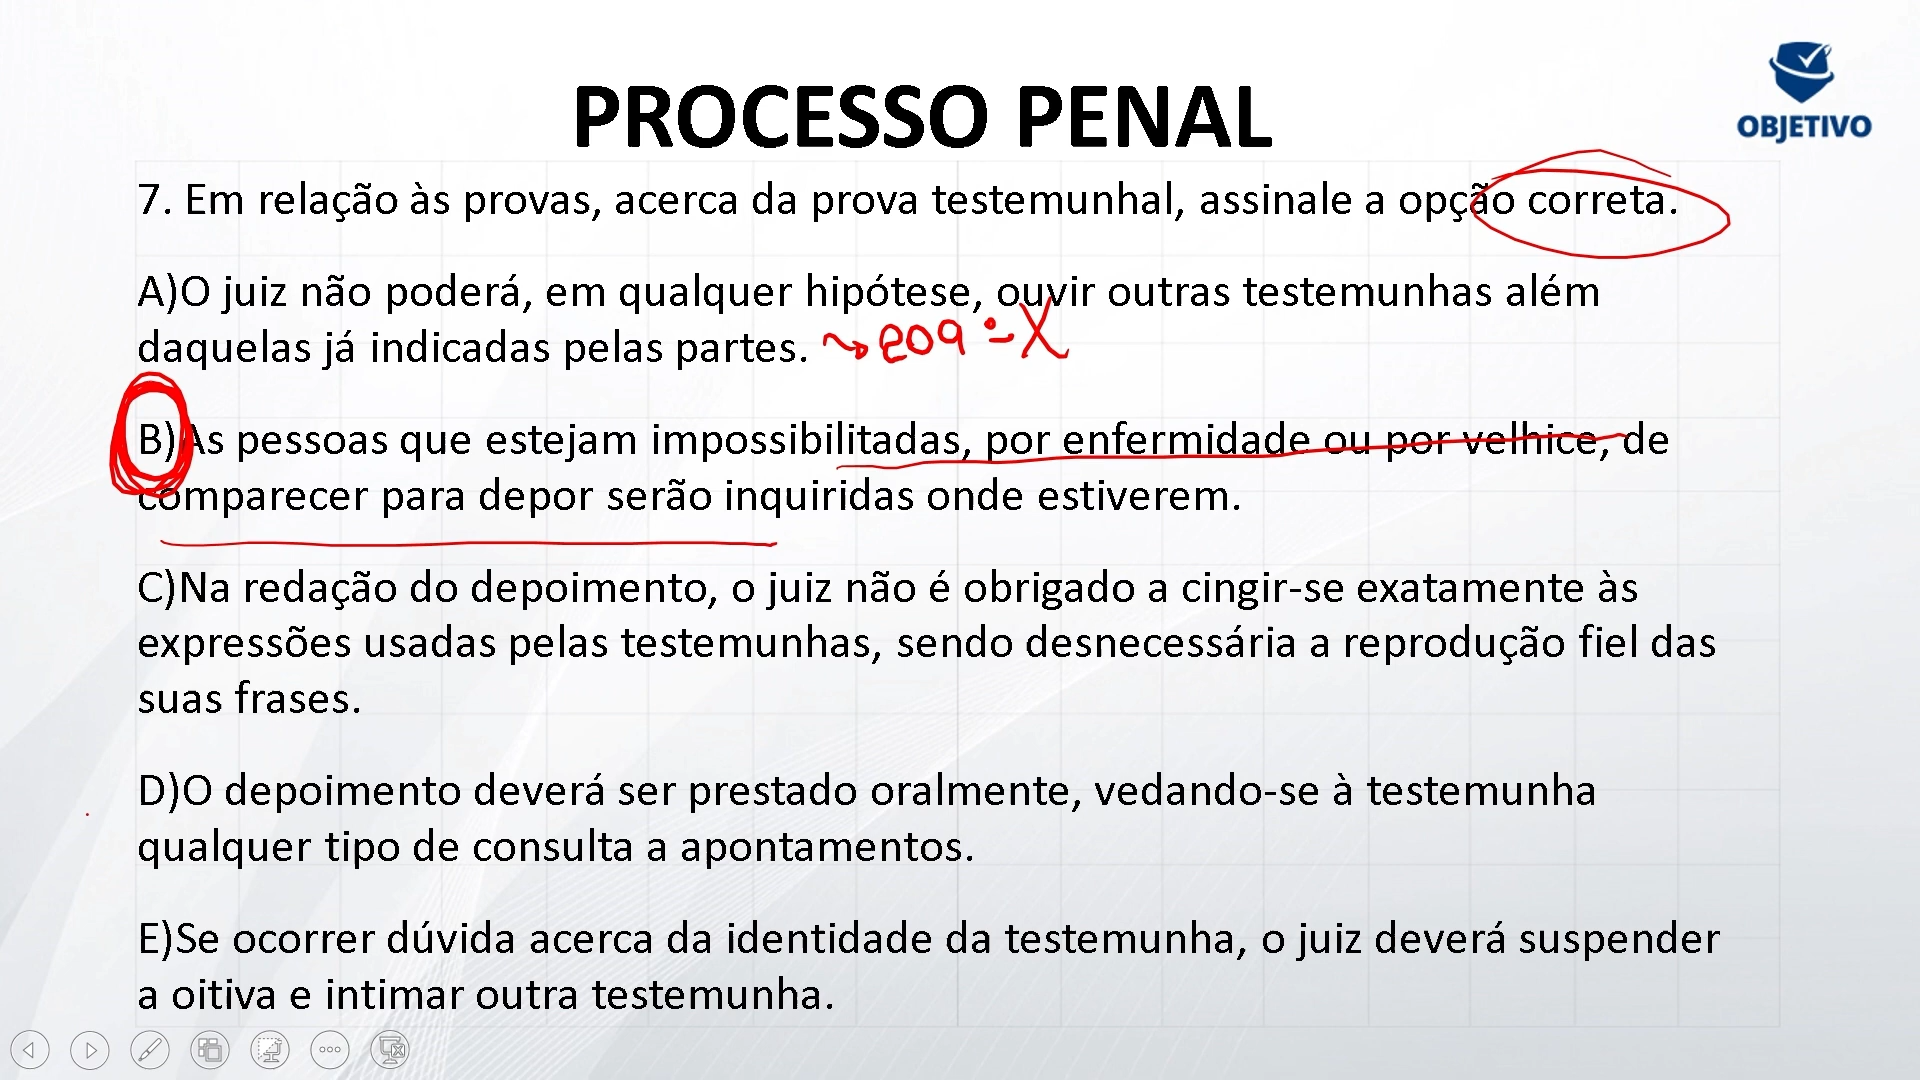 PROCESSO PENAL
OBJETIVO
7. Em relação às provas, acerca da prova testemunhal, assinale a opção correta.
A)O juiz não poderá, em qualquer hipótese, ouvir outras testemunhas além
daquelas já indicadas pelas partes. 209 X
B)As pessoas que estejam impossibilitadas, por enfermidade ou por velhice, de
comparecer para depor serão inquiridas onde estiverem.
C)Na redação do depoimento, o juiz não é obrigado a cingir-se exatamente às
expressões usadas pelas testemunhas, sendo desnecessária a reprodução fiel das
suas frases.
D)O depoimento deverá ser prestado oralmente, vedando-se à testemunha
qualquer tipo de consulta a apontamentos.
E)Se ocorrer dúvida acerca da identidade da testemunha, o juiz deverá suspender
a oitiva e intimar outra testemunha.